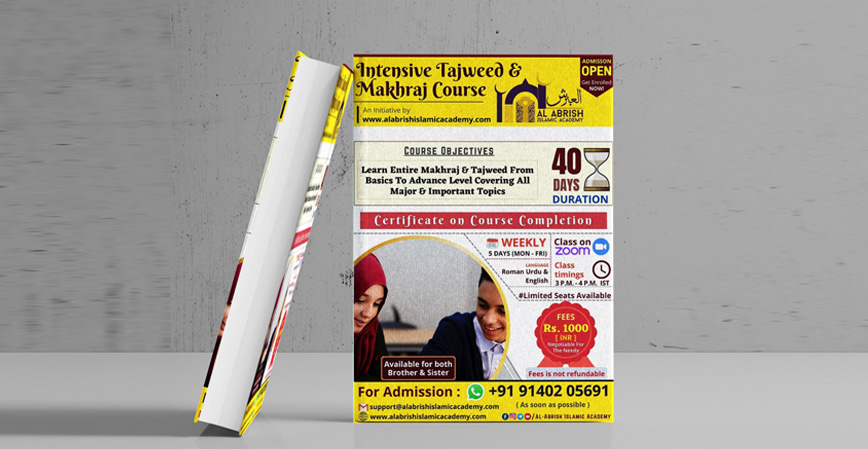 Intensive Tajweed &
Makhraj Course
An Initiative by
www.alabrishislamicacademy.com
العبرش
AL ABRISH
ISLAMIC ACADEMY
ADMISSON
OPEN
Get Enrolled
NOW!
COURSE OBJECTIVES
Learn Entire Makhraj & Tajweed From
Basics To Advance Level Covering All
Major & Important Topics
40
DAYS
DURATION
Certificate on Course Completion
WEEKLY
5 DAYS (MON - FRI)
Class on
zoom
LANGUAGE
Roman Urdu &
English
Class
timings
3 P.M. - 4 P.M. IST
#Limited Seats Available
FEES
Rs. 1000
[ INR ]
Negotiable For
The Needy
Fees is not refundable
Available for both
Brother & Sister
For Admission : +91 91402 05691
( As soon as possible )
support@alabrishislamicacademy.com
www.alabrishislamicacademy.com
/AL-ABRISH ISLAMIC ACADEMY